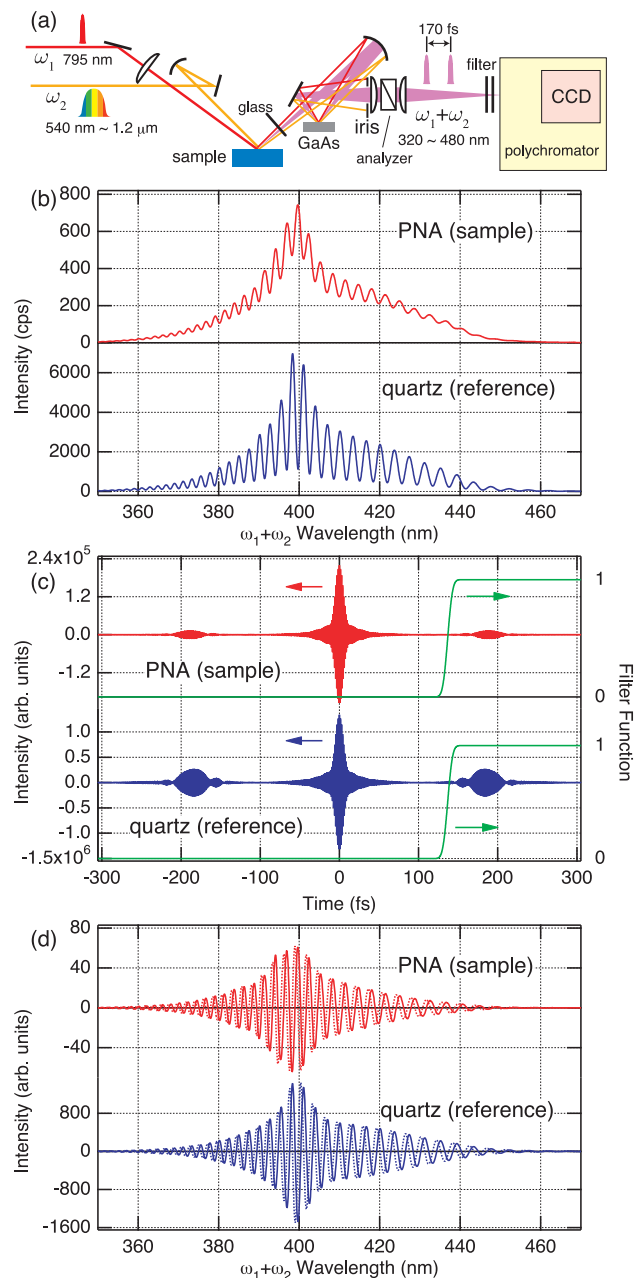 (a)
170 fs
ω1 795 nm
filter
ω2
glass
CCD
540 nm ~ 1.2 μm
iris
ω1+ω2
GaAs
320 ~ 480 nm
polychromator
sample
analyzer
(b)
800
PNA (sample)
600
400
200
0
Intensity (cps)
quartz (reference)
6000
4000
2000
0
360 380 400 420 440 460
ω1+ω2 Wavelength (nm)
(c)
2.4x10^5
1.2
0.0
-1.2
PNA (sample)
1
0
Intensity (arb. units)
Filter Function
1.0
0.5
0.0
-0.5
-1.0
-1.5x10^6
quartz (reference)
1
0
-300 -200 -100 0 100 200 300
Time (fs)
(d)
80
40
0
-40
PNA (sample)
Intensity (arb. units)
quartz (reference)
800
0
-800
-1600
360 380 400 420 440 460
ω1+ω2 Wavelength (nm)